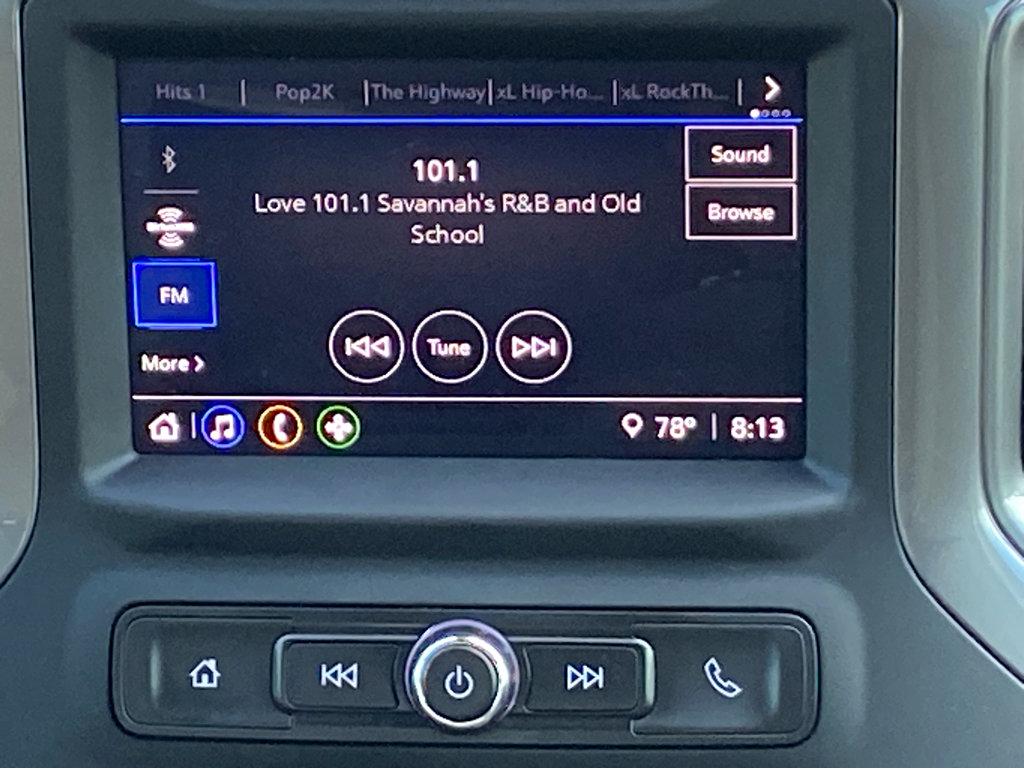 Hits 1 | Pop2K |The Highway| xL Hip-Ho... |xL RockTh... |
Sound
101.1
Love 101.1 Savannah's R&B and Old
School
Browse
FM
Tune
More
78° | 8:13